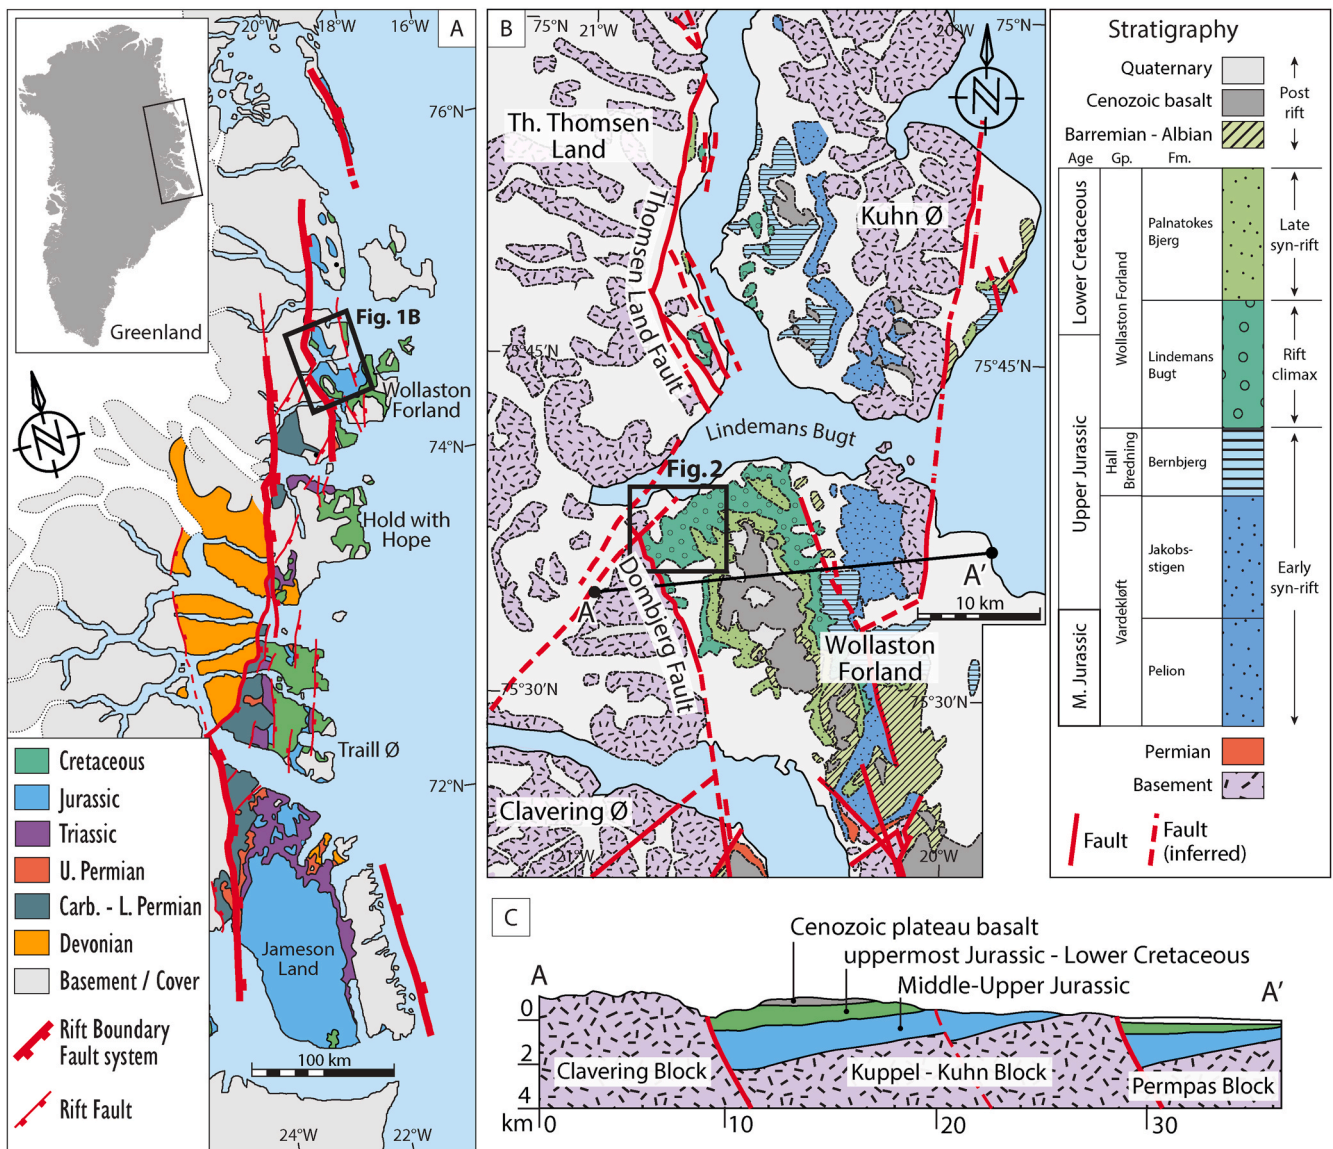 A
20°W
18°W
16°W
76°N
Greenland
Fig. 1B
Wollaston
Forland
74°N
Hold with
Hope
Traill Ø
72°N
Jameson
Land
100 km
24°W
22°W
N
Cretaceous
Jurassic
Triassic
U. Permian
Carb. - L. Permian
Devonian
Basement / Cover
Rift Boundary
Fault system
Rift Fault
B
75°N
21°W
20°W
75°N
N
Th. Thomsen
Land
Thomsen Land Fault
Kuhn Ø
75°45'N
75°45'N
Lindemans Bugt
Fig.2
A
A'
10 km
Dombjerg Fault
Wollaston
Forland
75°30'N
75°30'N
Clavering Ø
21°W
20°W
Stratigraphy
Quaternary
Cenozoic basalt
Barremian - Albian
Post
rift
Age
Gp.
Fm.
Lower Cretaceous
Upper Jurassic
M. Jurassic
Wollaston Forland
Hall
Bredning
Vardekløft
Palnatokes
Bjerg
Lindemans
Bugt
Bernbjerg
Jakobs-
stigen
Pelion
Late
syn-rift
Rift
climax
Early
syn-rift
Permian
Basement
Fault
Fault
(inferred)
C
Cenozoic plateau basalt
uppermost Jurassic - Lower Cretaceous
Middle-Upper Jurassic
A
A'
0
2
4
Clavering Block
Kuppel - Kuhn Block
Permpas Block
km 0
10
20
30